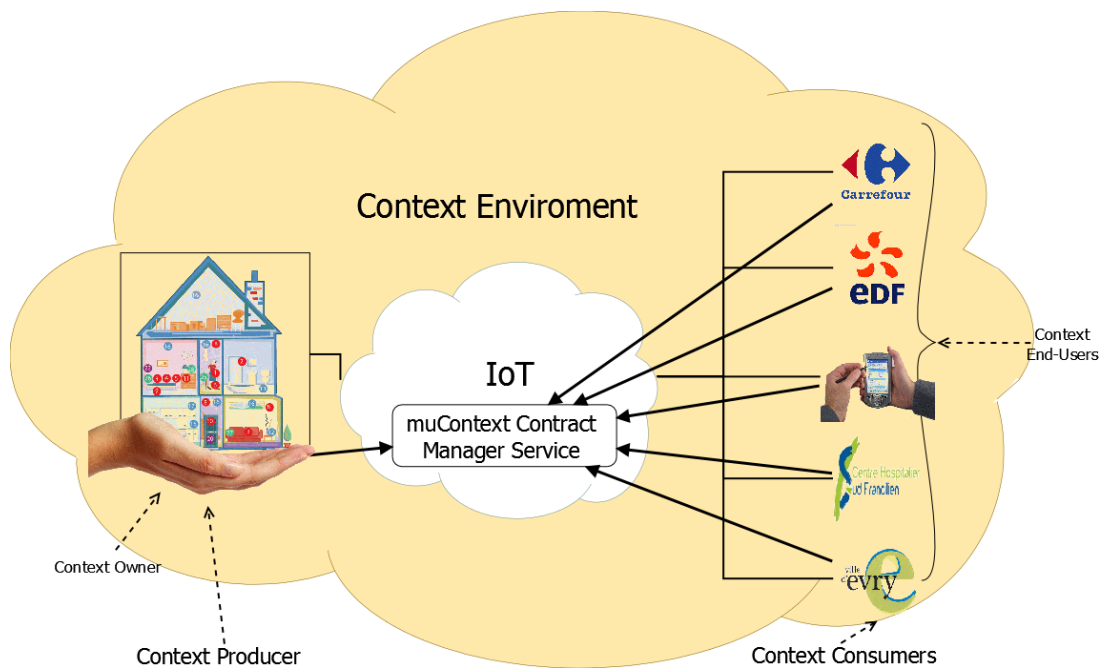 Context Enviroment
Carrefour
eDF
IoT
muContext Contract
Manager Service
Context
End-Users
Centre Hospitalier
Sud Francilien
ville
d'evry
Context Owner
Context Producer
Context Consumers